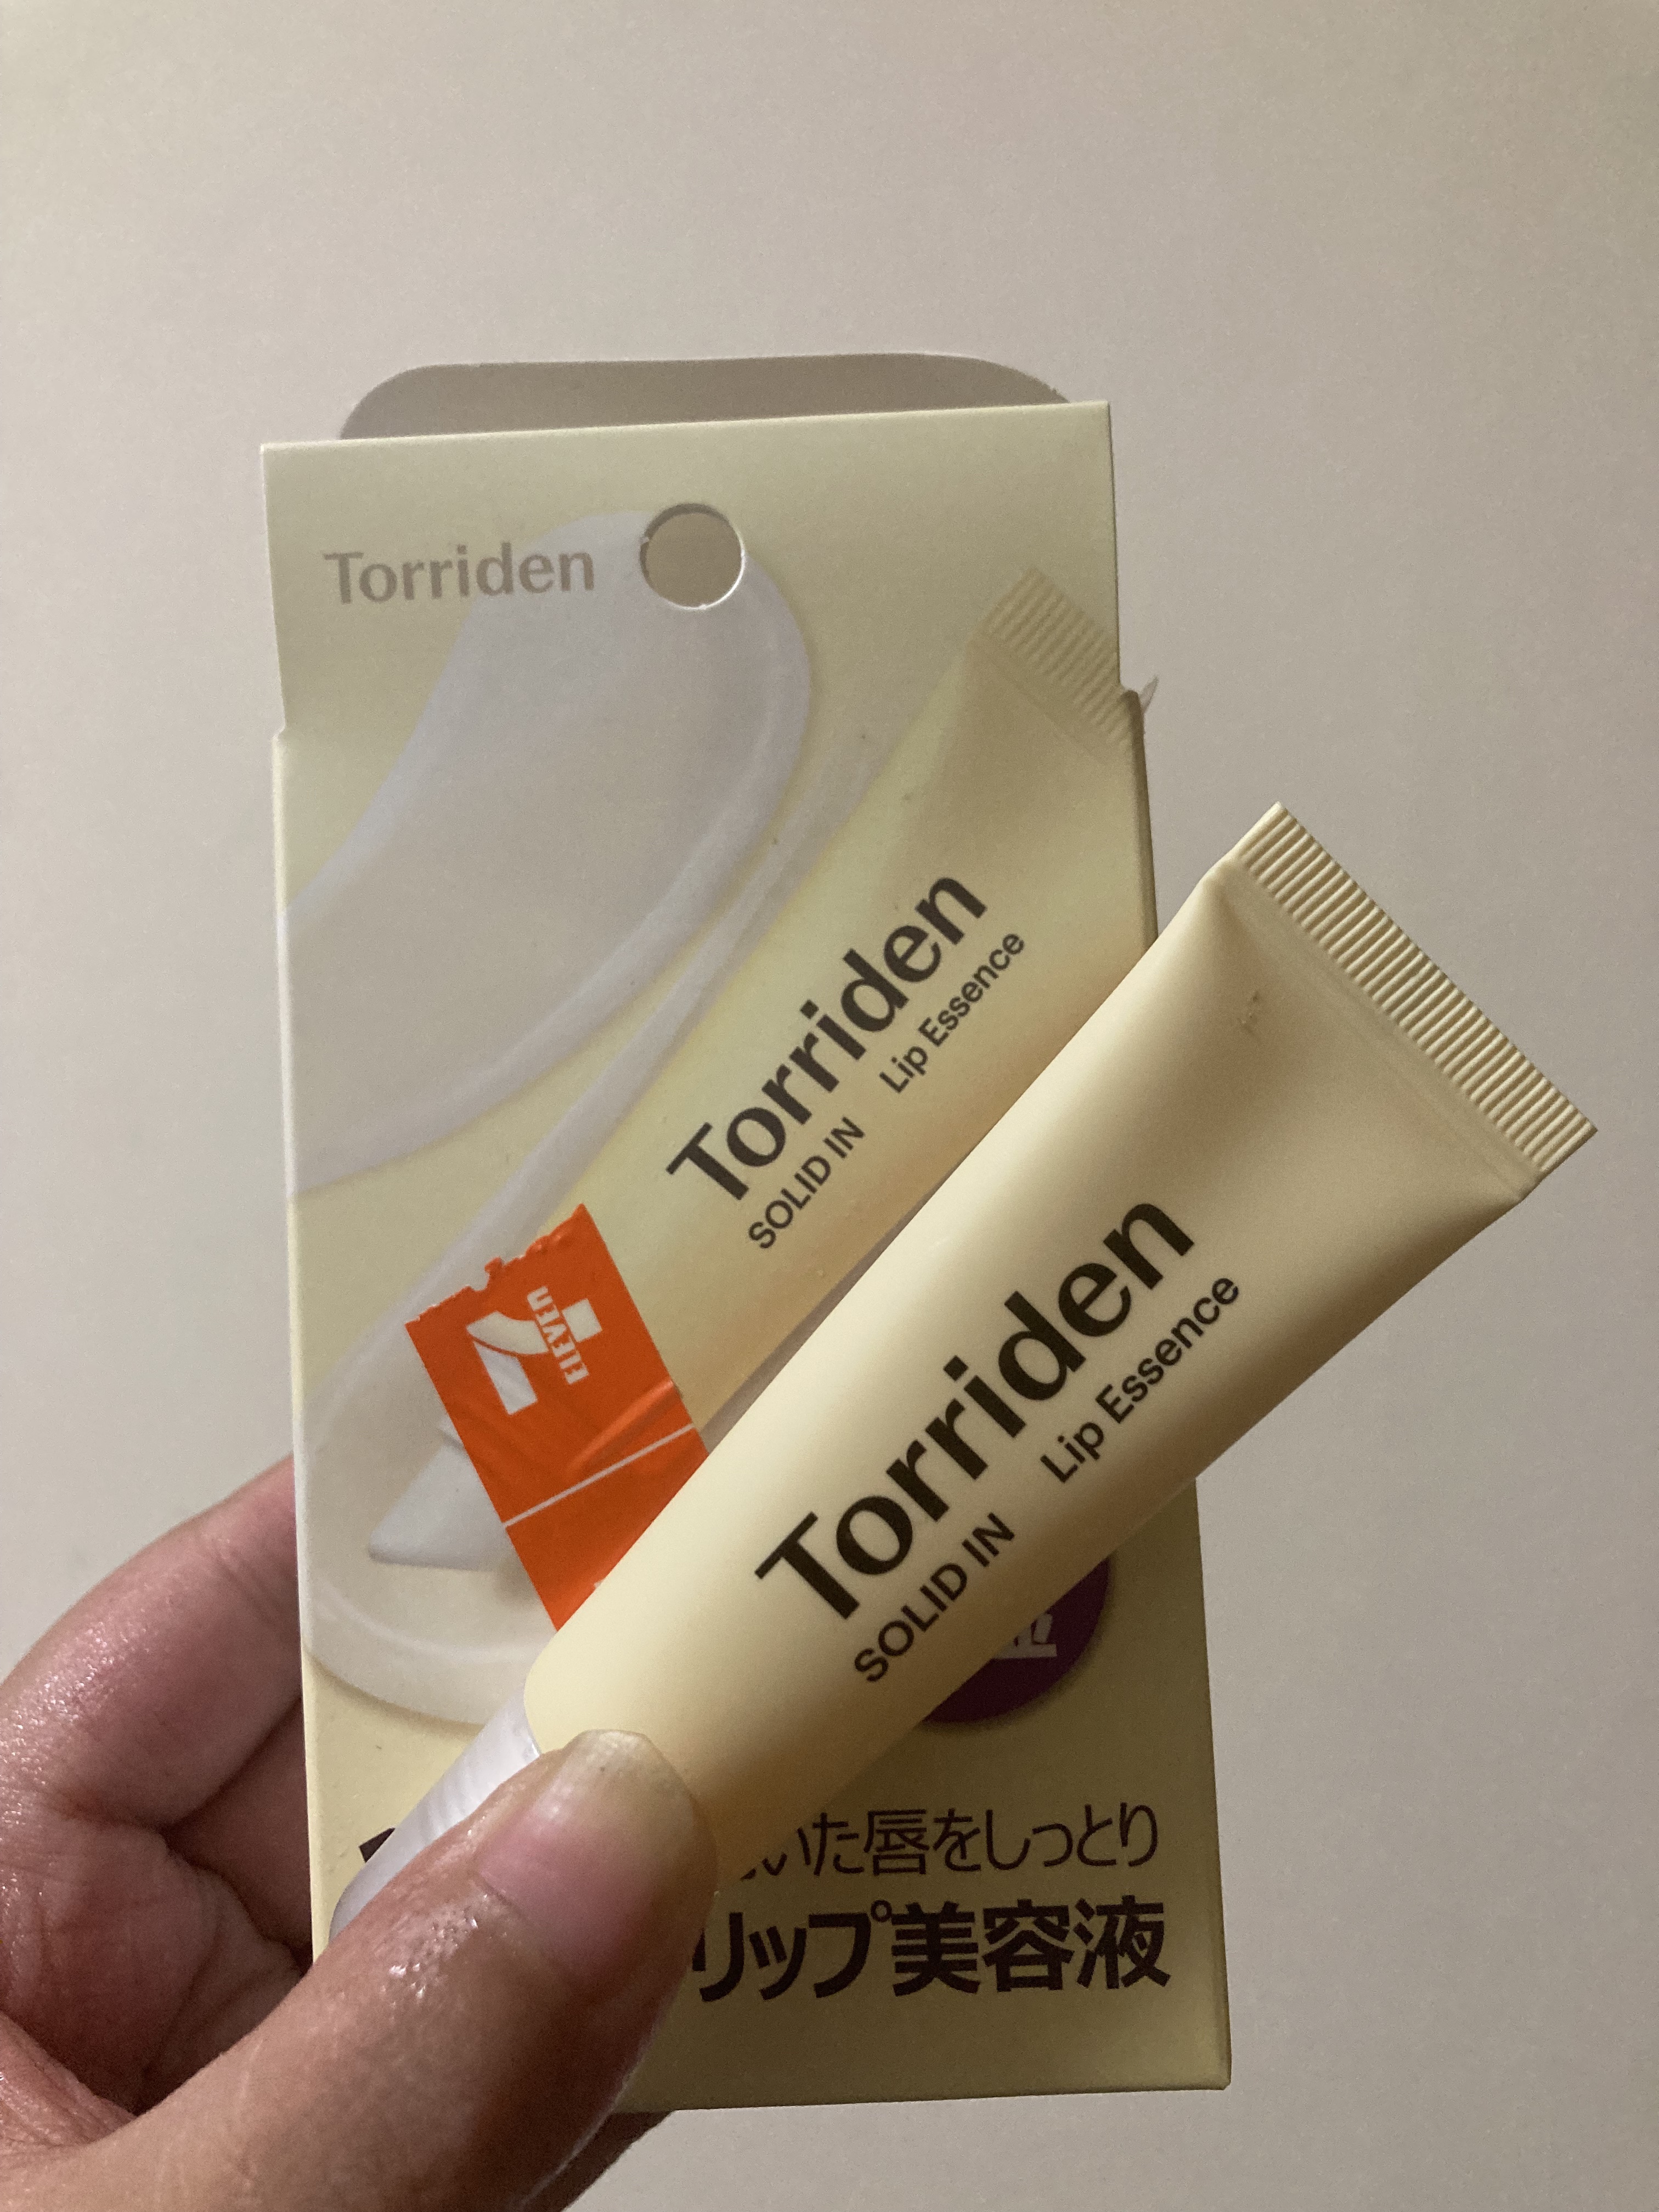 Torriden
Torriden
SOLID IN Lip Essence
ELEVEN
Torriden
SOLID IN Lip Essence
いた唇をしっとり
リップ美容液